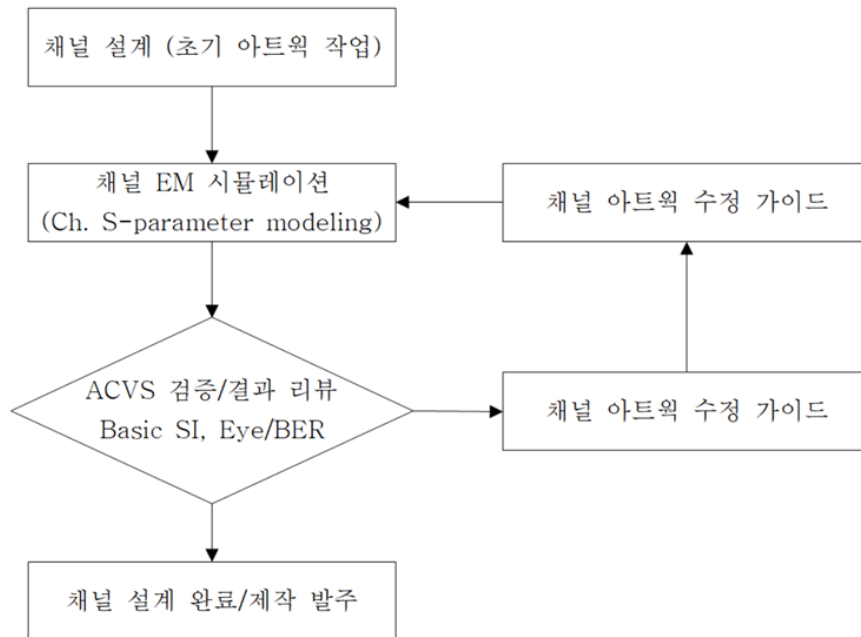 채널 설계 (초기 아트웍 작업)
채널 EM 시뮬레이션
(Ch. S-parameter modeling)
채널 아트웍 수정 가이드
ACVS 검증/결과 리뷰
Basic SI, Eye/BER
채널 아트웍 수정 가이드
채널 설계 완료/제작 발주